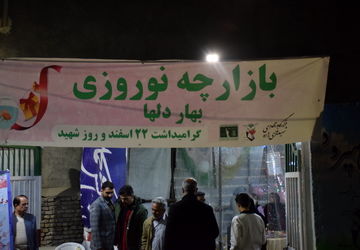 بازارچه نوروزی
بهار دلها
گرامیداشت ۲۲ اسفند و روز شهید